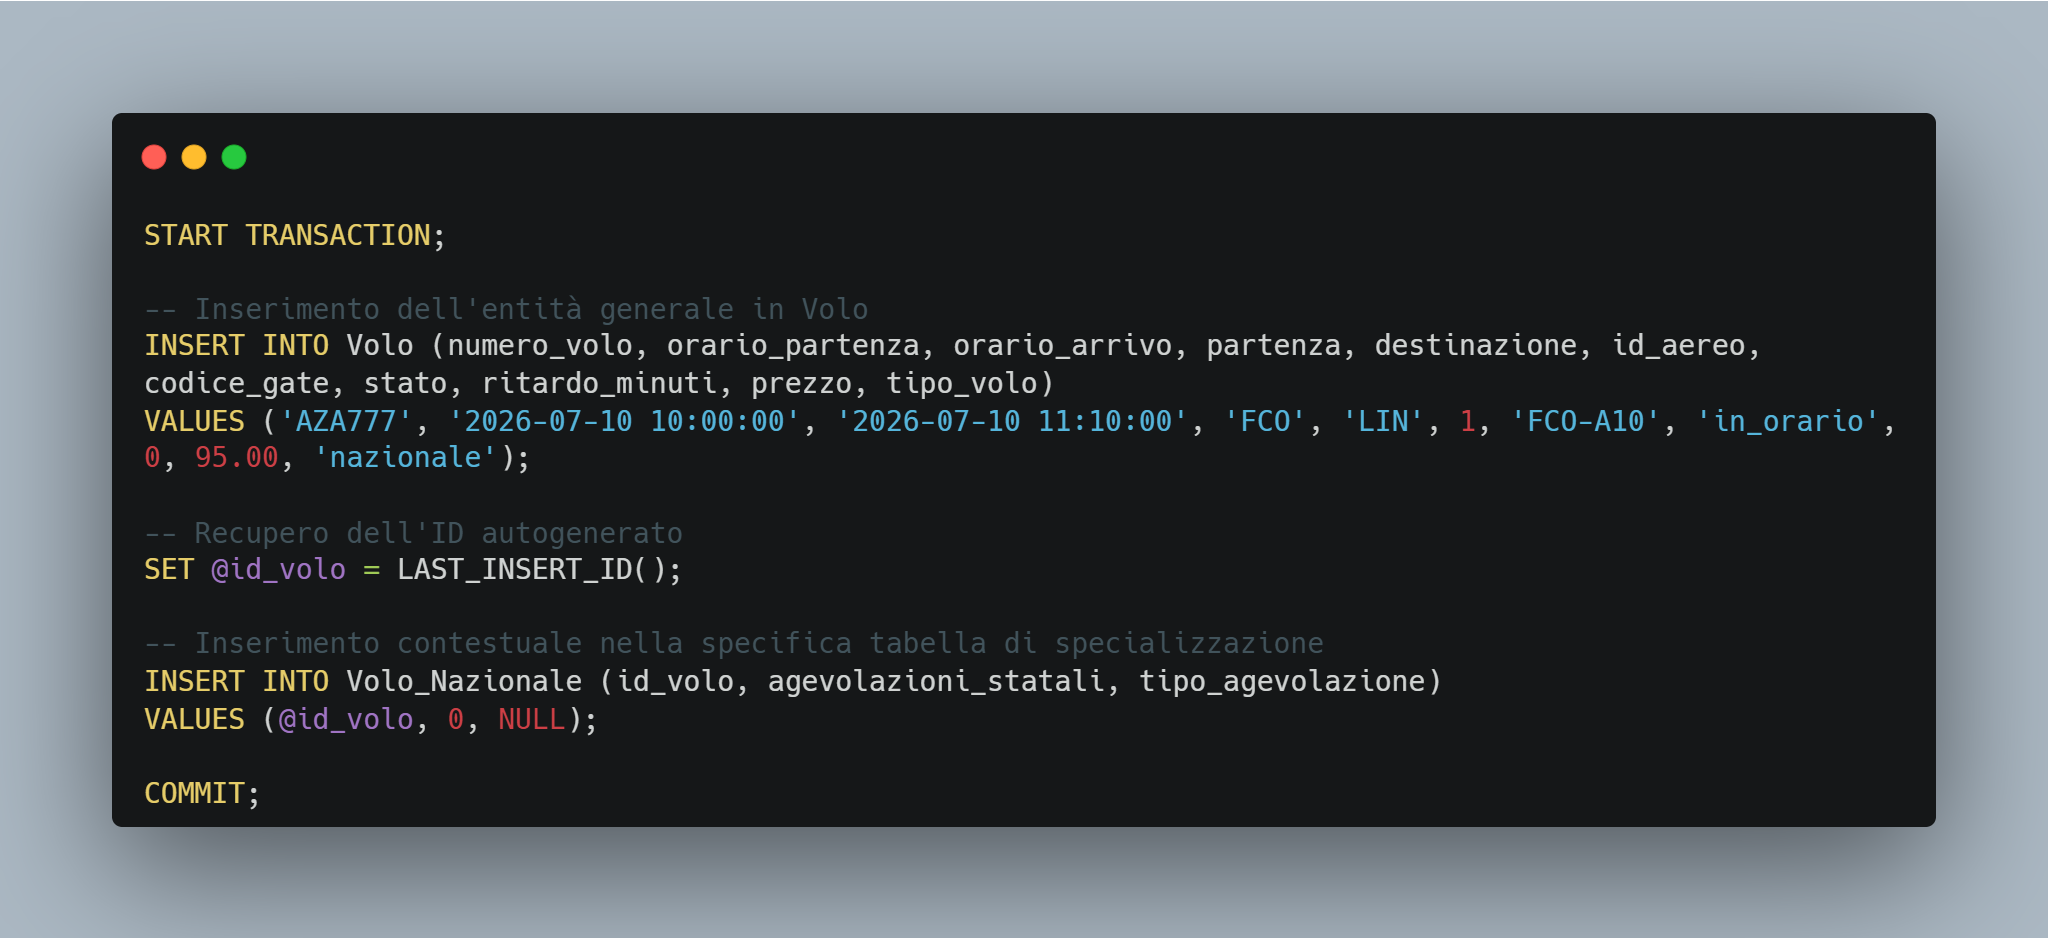 START TRANSACTION;
-- Inserimento dell'entità generale in Volo
INSERT INTO Volo (numero_volo, orario_partenza, orario_arrivo, partenza, destinazione, id_aereo,
codice_gate, stato, ritardo_minuti, prezzo, tipo_volo)
VALUES ('AZA777', '2026-07-10 10:00:00', '2026-07-10 11:10:00', 'FCO', 'LIN', 1, 'FCO-A10', 'in_orario',
0, 95.00, 'nazionale');
-- Recupero dell'ID autogenerato
SET @id_volo = LAST_INSERT_ID();
-- Inserimento contestuale nella specifica tabella di specializzazione
INSERT INTO Volo_Nazionale (id_volo, agevolazioni_statali, tipo_agevolazione)
VALUES (@id_volo, 0, NULL);
COMMIT;